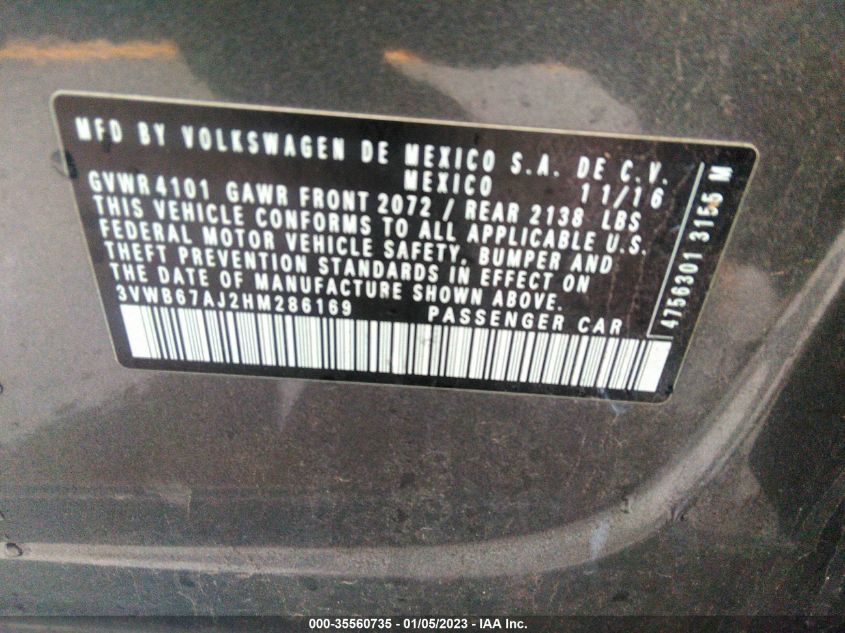 MFD BY VOLKSWAGEN DE MEXICO S.A. DE C.V.
MEXICO 11/16
GVWR 4101 GAWR FRONT 2072 / REAR 2138 LBS
THIS VEHICLE CONFORMS TO ALL APPLICABLE U.S.
FEDERAL MOTOR VEHICLE SAFETY, BUMPER AND
THEFT PREVENTION STANDARDS IN EFFECT ON
THE DATE OF MANUFACTURE SHOWN ABOVE.
3VWB67AJ2HM286169 PASSENGER CAR
4756301 3155 M
000-35560735 - 01/05/2023 - IAA Inc.